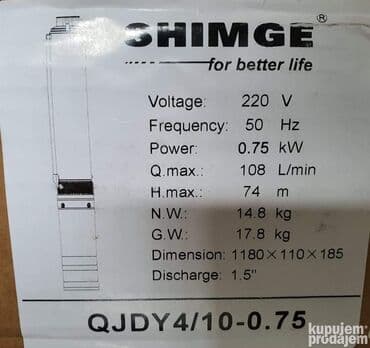 SHIMGE®
for better life
Voltage: 220 V
Frequency: 50 Hz
Power: 0.75 kW
Q.max.: 108 L/min
H.max.: 74 m
N.W.: 14.8 kg
G.W.: 17.8 kg
Dimension: 1180×110×185
Discharge: 1.5"
QJDY4/10-0.75
kupujem
prodajem